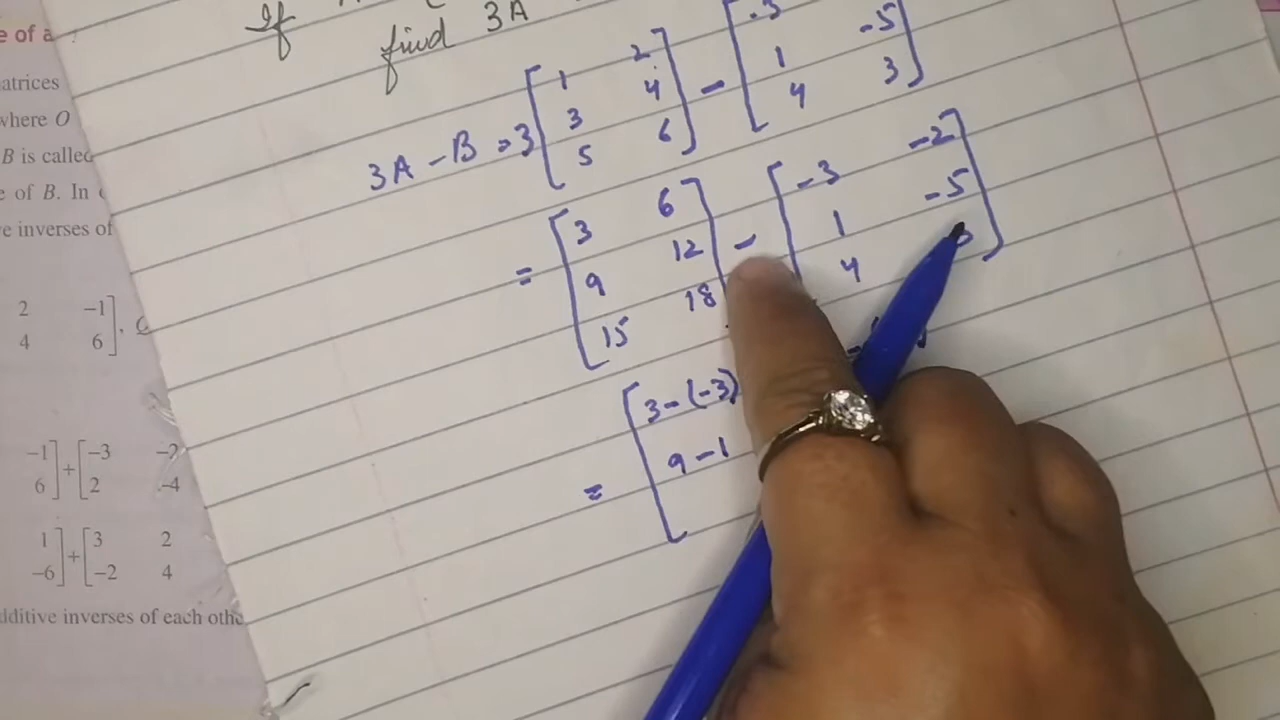 e of a
atrices
where O
B is called
e of B. In
e inverses of
2 -1
4 6
-1 + -3 -2
6 2 -4
1 + 3 2
-6 -2 4
dditive inverses of each othe
If
find 3A
3A - B = 3 [ 1 2 ] - [ -3
3 4 1 -5
5 6 4 3
= [ 3 6 ] - [ -3 -2 ]
9 12 1 -5
15 18 4
= [ 3-(-3)
9-1